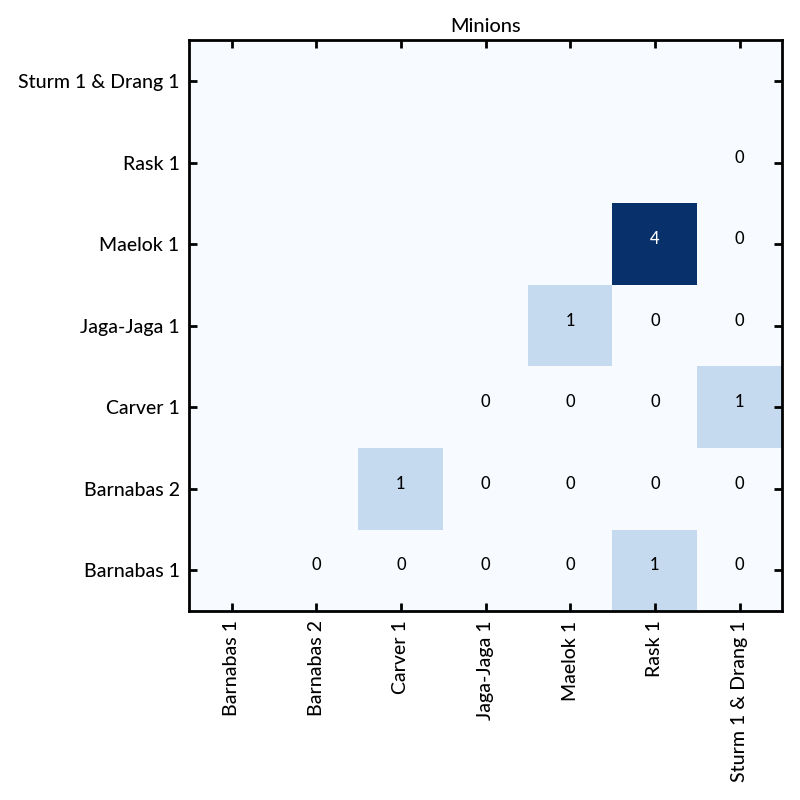 Minions
Sturm 1 & Drang 1
Rask 1 0
Maelok 1 4 0
Jaga-Jaga 1 1 0 0
Carver 1 0 0 0 1
Barnabas 2 1 0 0 0 0
Barnabas 1 0 0 0 0 1 0
Barnabas 1
Barnabas 2
Carver 1
Jaga-Jaga 1
Maelok 1
Rask 1
Sturm 1 & Drang 1